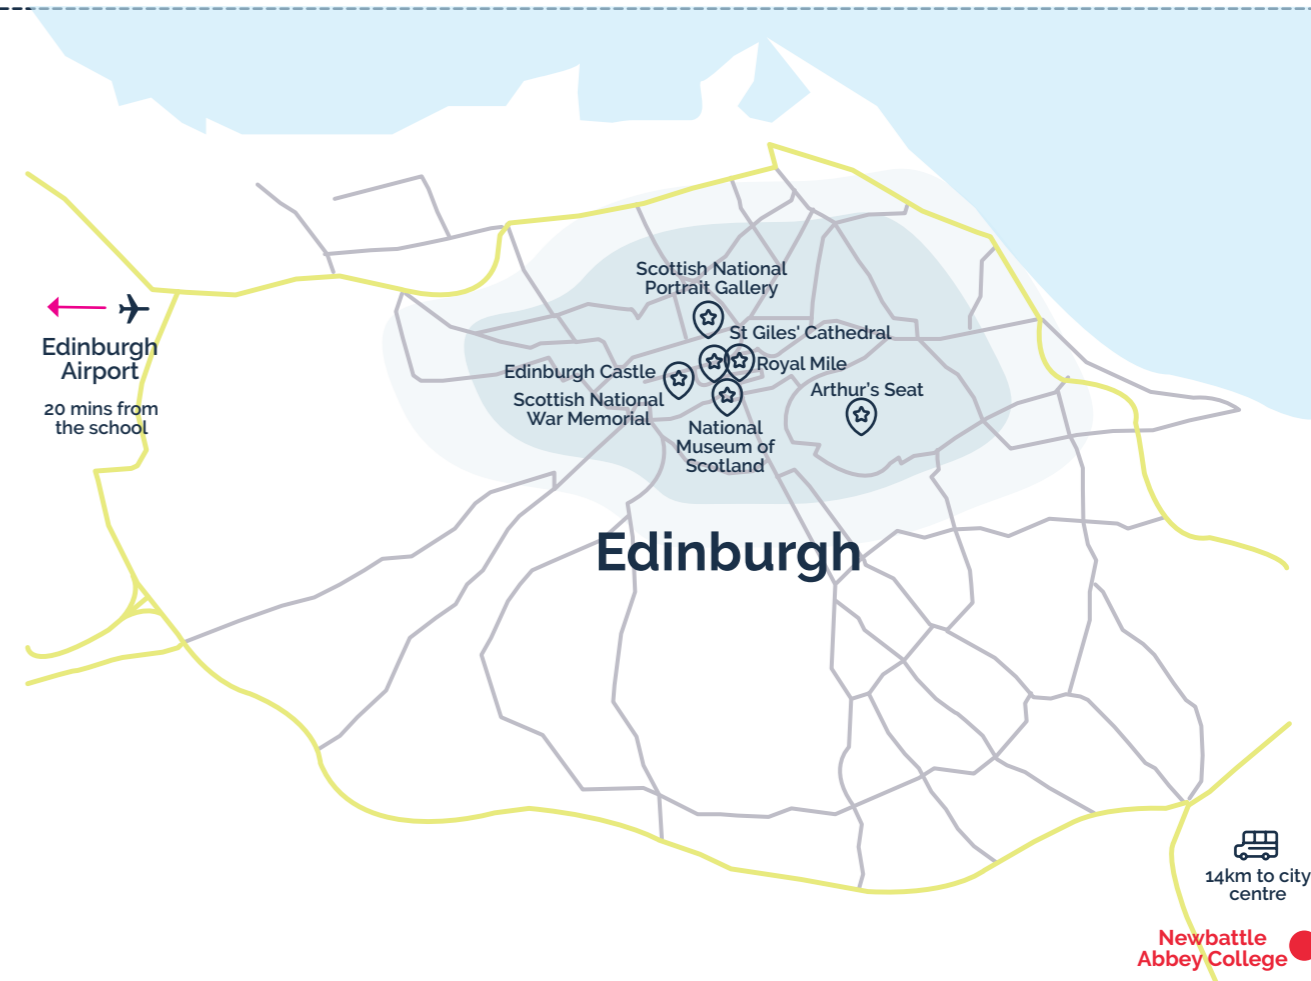 Scottish National
Portrait Gallery
St Giles' Cathedral
Royal Mile
Edinburgh Castle
Scottish National
War Memorial
Arthur's Seat
National
Museum of
Scotland
Edinburgh
Airport
20 mins from
the school
Edinburgh
14km to city
centre
Newbattle
Abbey College